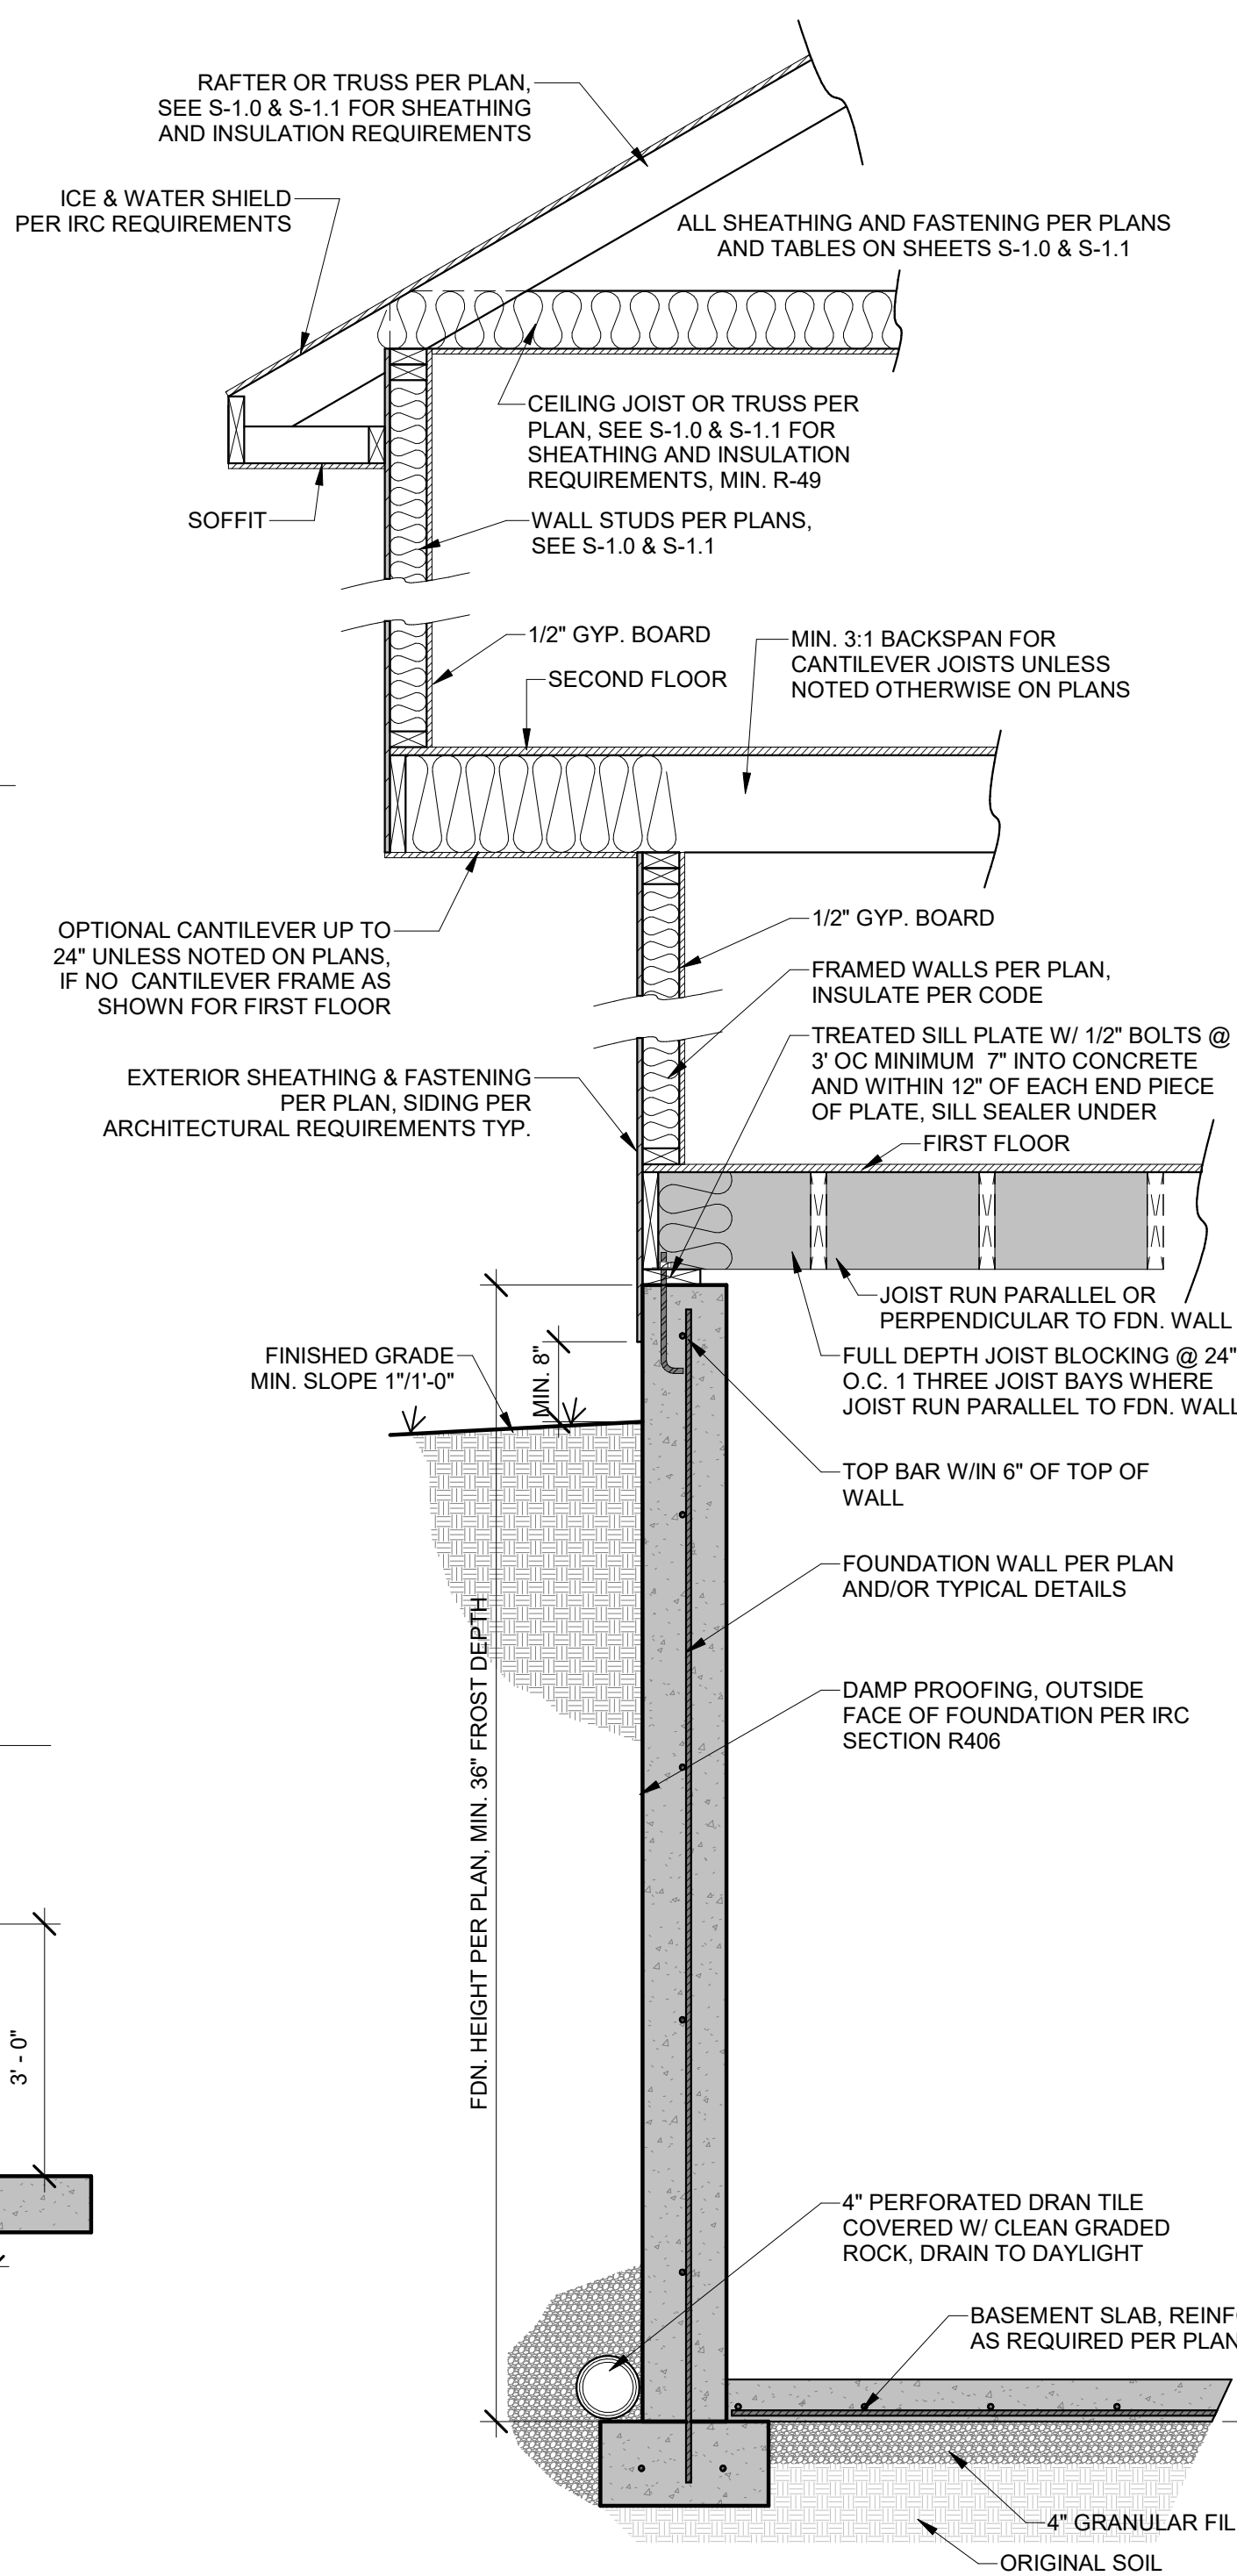 RAFTER OR TRUSS PER PLAN,
SEE S-1.0 & S-1.1 FOR SHEATHING
AND INSULATION REQUIREMENTS
ICE & WATER SHIELD
PER IRC REQUIREMENTS
ALL SHEATHING AND FASTENING PER PLANS
AND TABLES ON SHEETS S-1.0 & S-1.1
CEILING JOIST OR TRUSS PER
PLAN, SEE S-1.0 & S-1.1 FOR
SHEATHING AND INSULATION
REQUIREMENTS, MIN. R-49
SOFFIT
WALL STUDS PER PLANS,
SEE S-1.0 & S-1.1
1/2" GYP. BOARD
SECOND FLOOR
MIN. 3:1 BACKSPAN FOR
CANTILEVER JOISTS UNLESS
NOTED OTHERWISE ON PLANS
OPTIONAL CANTILEVER UP TO
24" UNLESS NOTED ON PLANS,
IF NO CANTILEVER FRAME AS
SHOWN FOR FIRST FLOOR
1/2" GYP. BOARD
FRAMED WALLS PER PLAN,
INSULATE PER CODE
TREATED SILL PLATE W/ 1/2" BOLTS @
3' OC MINIMUM 7" INTO CONCRETE
AND WITHIN 12" OF EACH END PIECE
OF PLATE, SILL SEALER UNDER
EXTERIOR SHEATHING & FASTENING
PER PLAN, SIDING PER
ARCHITECTURAL REQUIREMENTS TYP.
FIRST FLOOR
JOIST RUN PARALLEL OR
PERPENDICULAR TO FDN. WALL
FINISHED GRADE
MIN. SLOPE 1"/1'-0"
MIN. 8"
FULL DEPTH JOIST BLOCKING @ 24"
O.C. 1 THREE JOIST BAYS WHERE
JOIST RUN PARALLEL TO FDN. WALL
TOP BAR W/IN 6" OF TOP OF
WALL
FOUNDATION WALL PER PLAN
AND/OR TYPICAL DETAILS
DAMP PROOFING, OUTSIDE
FACE OF FOUNDATION PER IRC
SECTION R406
FDN. HEIGHT PER PLAN, MIN. 36" FROST DEPTH
3' - 0"
4" PERFORATED DRAN TILE
COVERED W/ CLEAN GRADED
ROCK, DRAIN TO DAYLIGHT
BASEMENT SLAB,
AS REQUIRED PER PLAN
4" GRANULAR
ORIGINAL SOIL